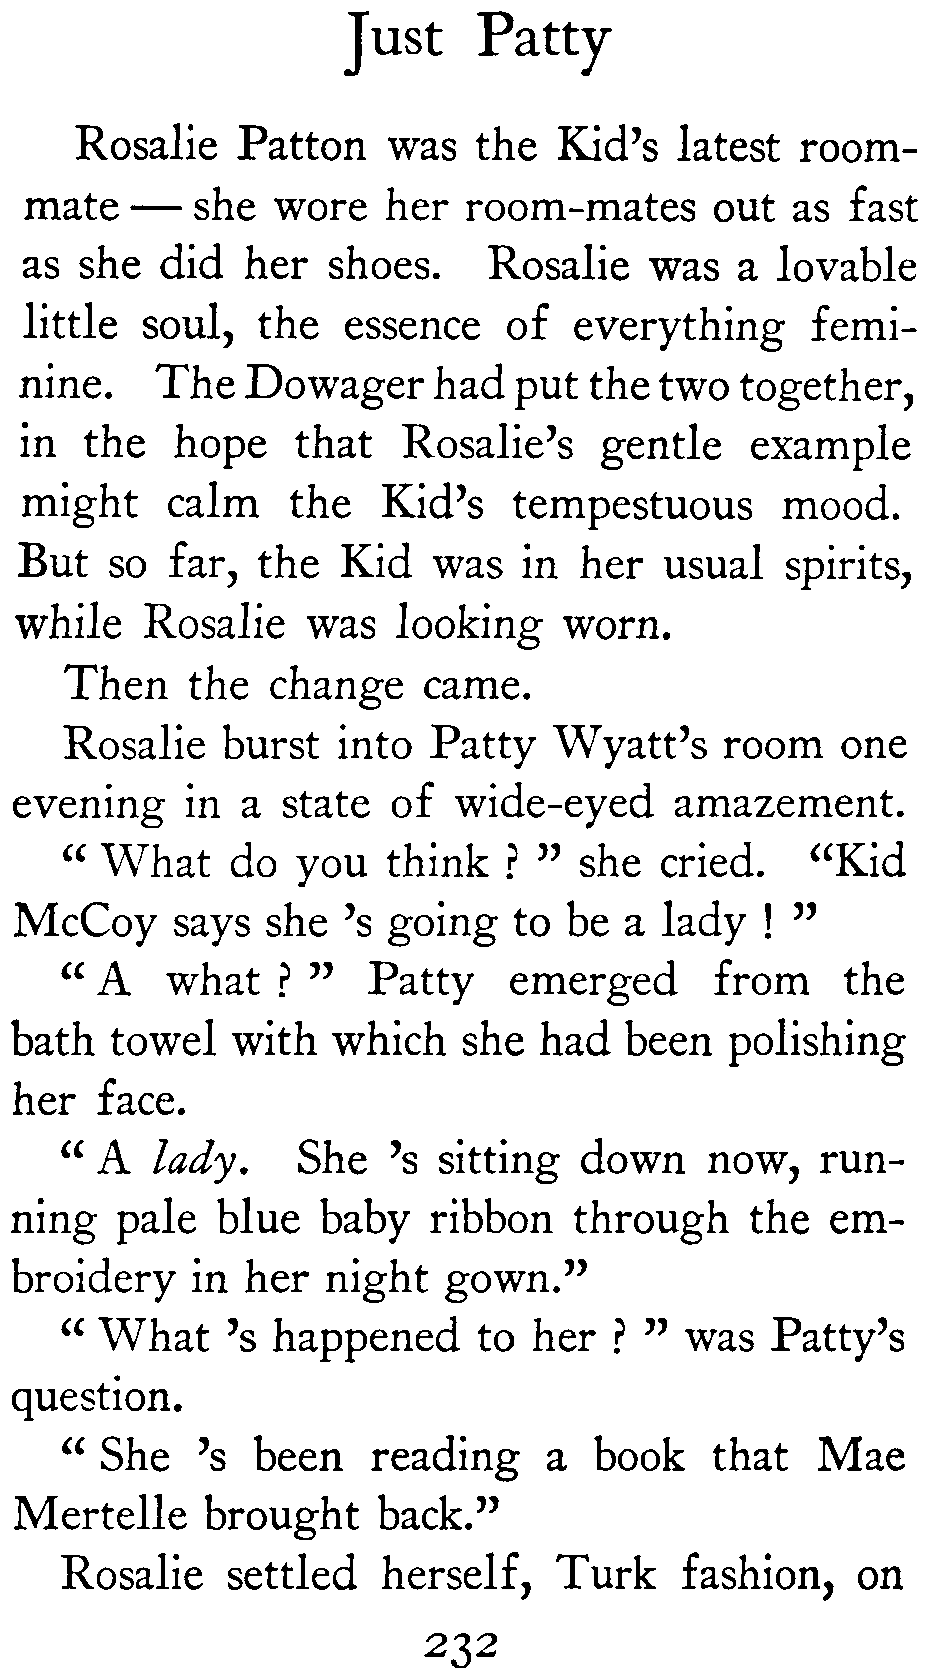 Just Patty
Rosalie Patton was the Kid's latest room-
mate — she wore her room-mates out as fast
as she did her shoes. Rosalie was a lovable
little soul, the essence of everything femi-
nine. The Dowager had put the two together,
in the hope that Rosalie's gentle example
might calm the Kid's tempestuous mood.
But so far, the Kid was in her usual spirits,
while Rosalie was looking worn.
Then the change came.
Rosalie burst into Patty Wyatt's room one
evening in a state of wide-eyed amazement.
“ What do you think ? ” she cried. “Kid
McCoy says she 's going to be a lady ! ”
“ A what ? ” Patty emerged from the
bath towel with which she had been polishing
her face.
“ A lady. She 's sitting down now, run-
ning pale blue baby ribbon through the em-
broidery in her night gown.”
“ What 's happened to her ? ” was Patty's
question.
“ She 's been reading a book that Mae
Mertelle brought back.”
Rosalie settled herself, Turk fashion, on
232